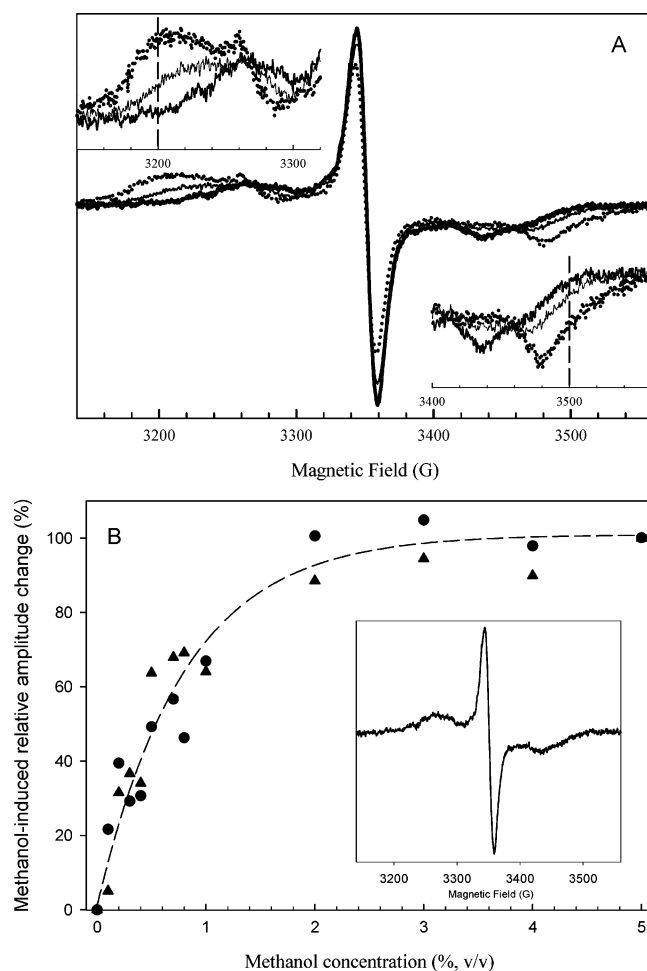 A
3200 3300
3400 3500
3200 3300 3400 3500
Magnetic Field (G)
Methanol-induced relative amplitude change (%)
B
100
80
60
40
20
0
3200 3300 3400 3500
Magnetic Field (G)
0 1 2 3 4 5
Methanol concentration (%, v/v)